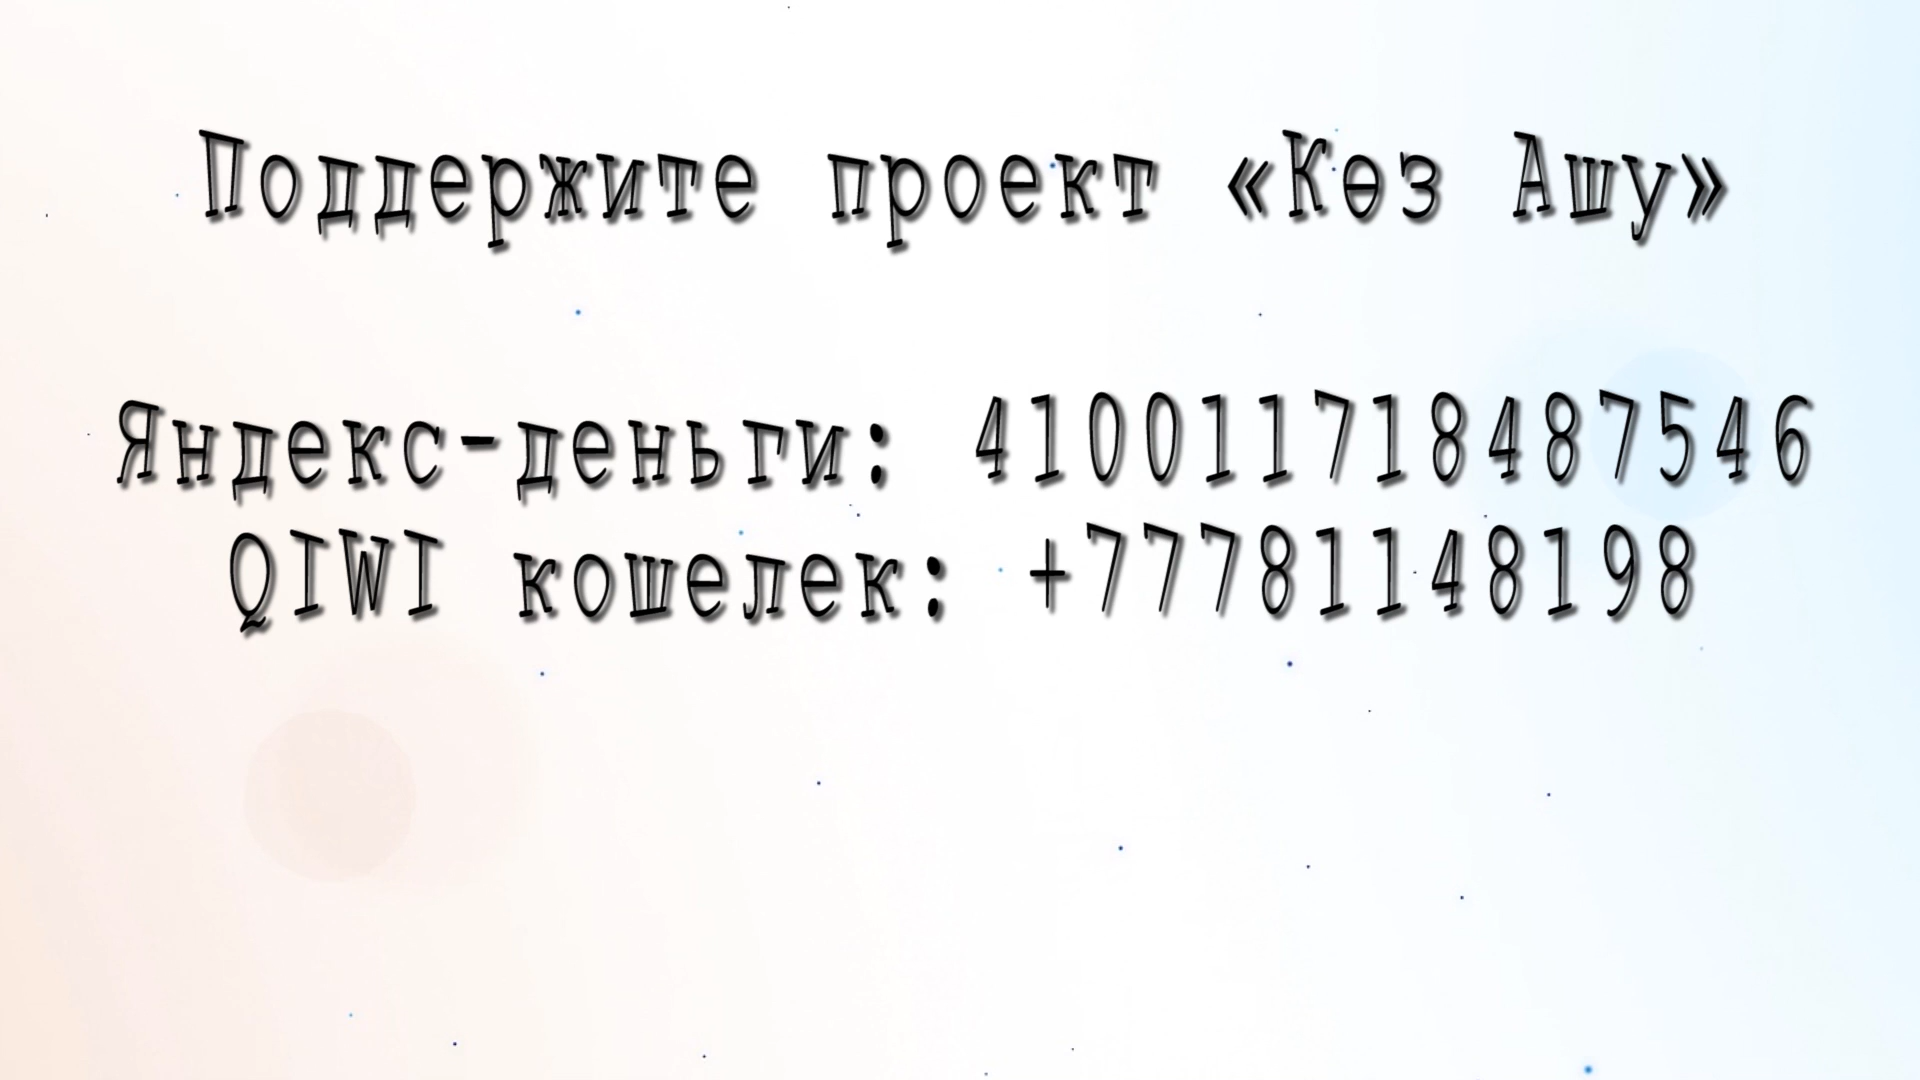 Поддержите проект «Көз Ашу»
Яндекс-деньги: 410011718487546
QIWI кошелек: +77781148198